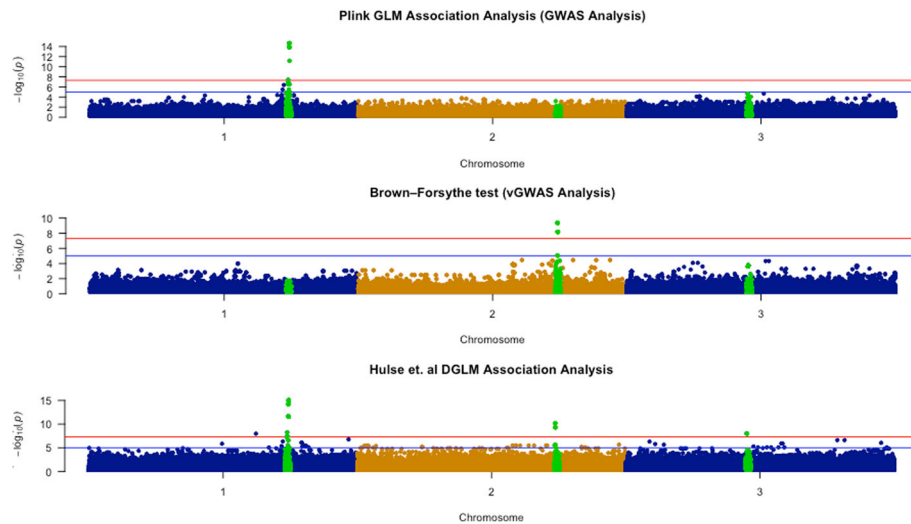 Plink GLM Association Analysis (GWAS Analysis)
14
12
10
8
6
4
2
0
−log10(p)
1 2 3
Chromosome
Brown–Forsythe test (vGWAS Analysis)
10
8
6
4
2
0
−log10(p)
1 2 3
Chromosome
Hulse et. al DGLM Association Analysis
15
10
5
0
−log10(p)
1 2 3
Chromosome